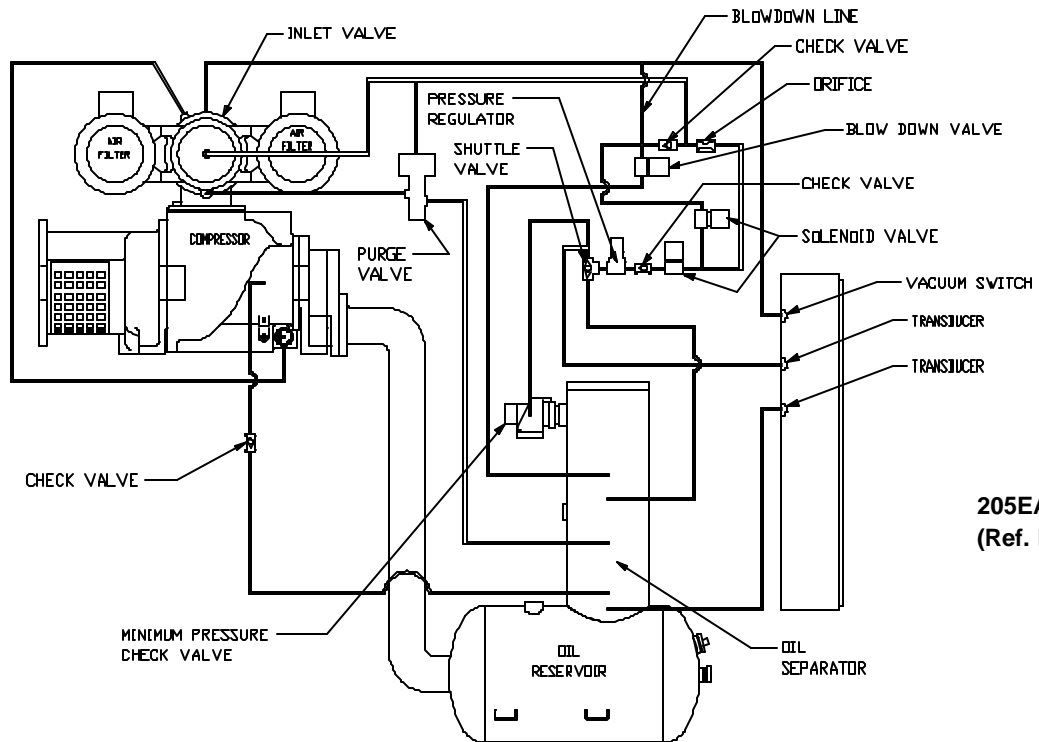 BLOWDOWN LINE
INLET VALVE
CHECK VALVE
ORIFICE
PRESSURE
REGULATOR
BLOW DOWN VALVE
SHUTTLE
VALVE
AIR
FILTER
AIR
FILTER
CHECK VALVE
COMPRESSOR
PURGE
VALVE
SOLENOID VALVE
VACUUM SWITCH
TRANSDUCER
TRANSDUCER
CHECK VALVE
205EA
(Ref.
MINIMUM PRESSURE
CHECK VALVE
OIL
RESERVOIR
OIL
SEPARATOR